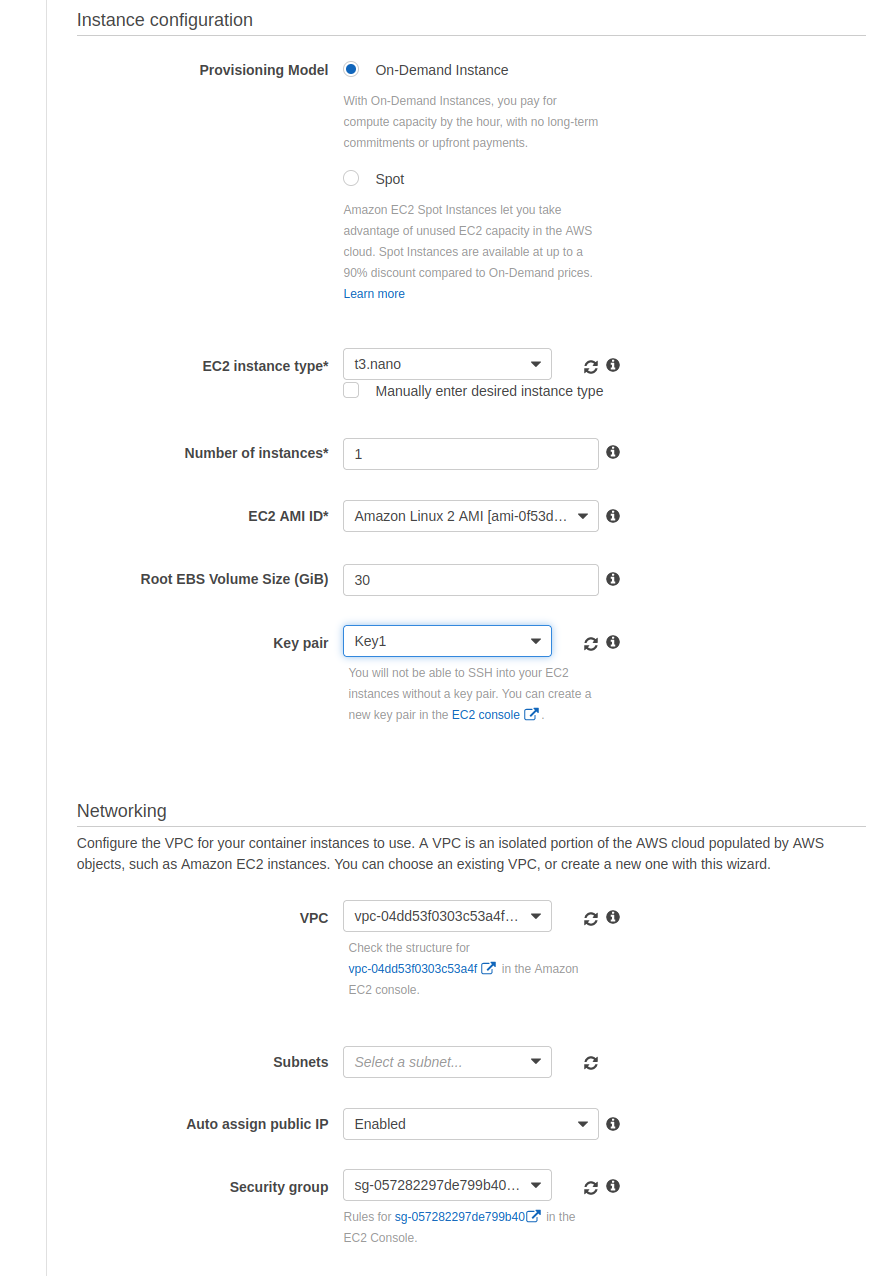 Instance configuration
Provisioning Model
On-Demand Instance
With On-Demand Instances, you pay for
compute capacity by the hour, with no long-term
commitments or upfront payments.
Spot
Amazon EC2 Spot Instances let you take
advantage of unused EC2 capacity in the AWS
cloud. Spot Instances are available at up to a
90% discount compared to On-Demand prices.
Learn more
EC2 instance type* t3.nano
Manually enter desired instance type
Number of instances* 1
EC2 AMI ID* Amazon Linux 2 AMI [ami-0f53d...
Root EBS Volume Size (GiB) 30
Key pair Key1
You will not be able to SSH into your EC2
instances without a key pair. You can create a
new key pair in the EC2 console .
Networking
Configure the VPC for your container instances to use. A VPC is an isolated portion of the AWS cloud populated by AWS
objects, such as Amazon EC2 instances. You can choose an existing VPC, or create a new one with this wizard.
VPC vpc-04dd53f0303c53a4f...
Check the structure for
vpc-04dd53f0303c53a4f in the Amazon
EC2 console.
Subnets Select a subnet...
Auto assign public IP Enabled
Security group sg-057282297de799b40...
Rules for sg-057282297de799b40 in the
EC2 Console.